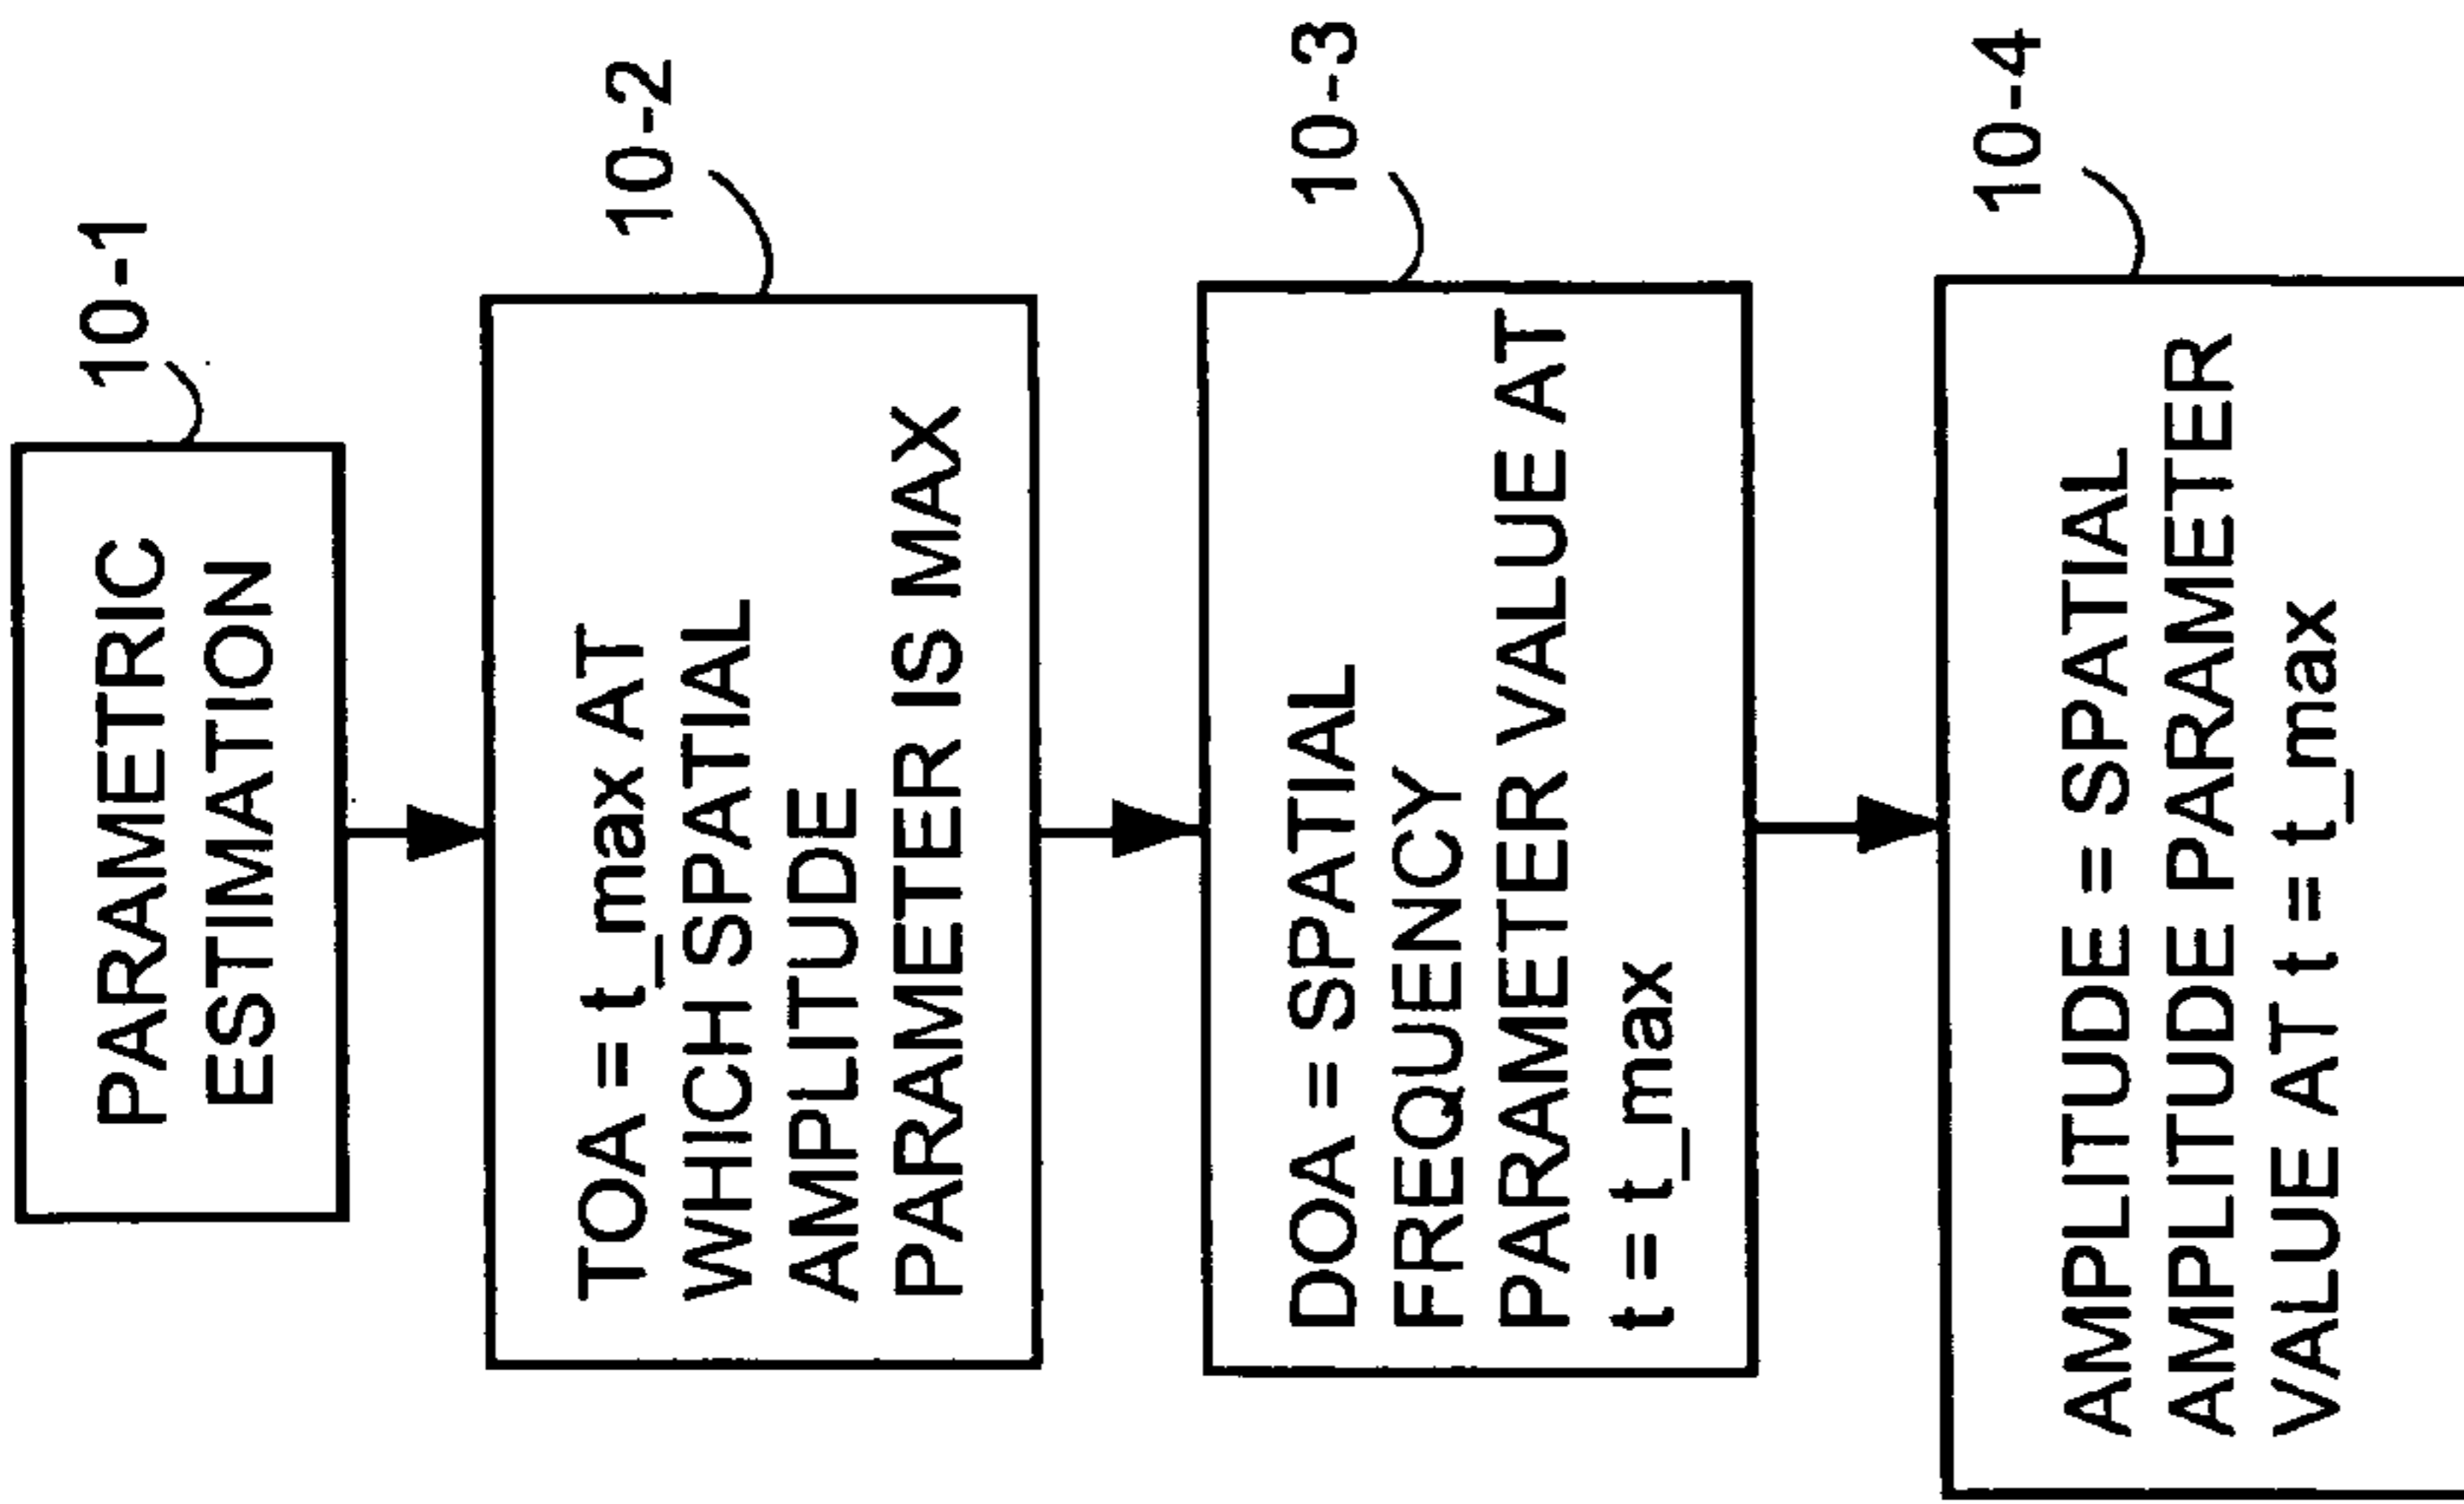 10-1
PARAMETRIC
ESTIMATION
10-2
TOA = t_max AT
WHICH SPATIAL
AMPLITUDE
PARAMETER IS MAX
10-3
DOA = SPATIAL
FREQUENCY
PARAMETER VALUE AT
t = t_max
10-4
AMPLITUDE = SPATIAL
AMPLITUDE PARAMETER
VALUE AT t = t_max